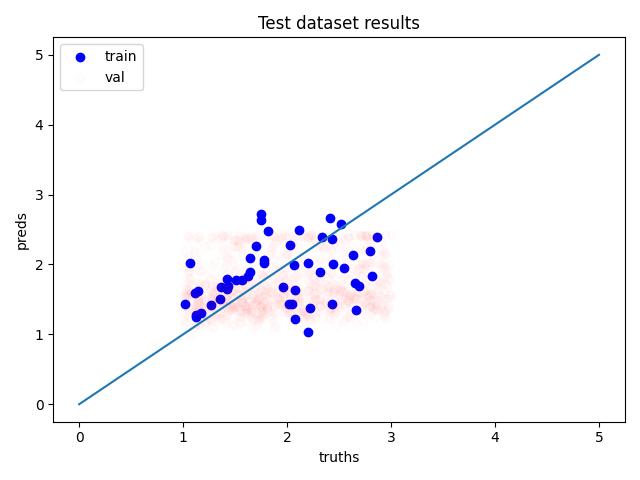 Test dataset results
train
val
preds
5
4
3
2
1
0
0 1 2 3 4 5
truths